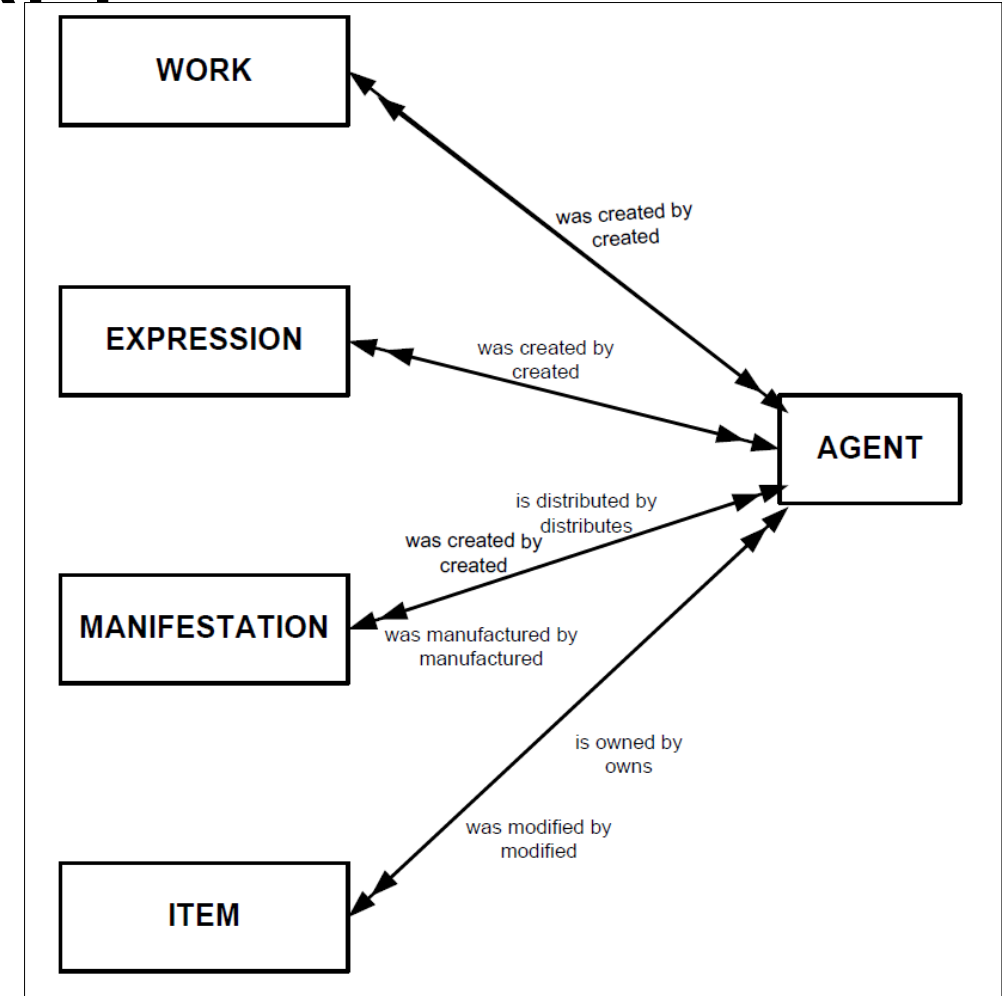 WORK
was created by
created
EXPRESSION
was created by
created
AGENT
is distributed by
distributes
was created by
created
MANIFESTATION
was manufactured by
manufactured
is owned by
owns
was modified by
modified
ITEM